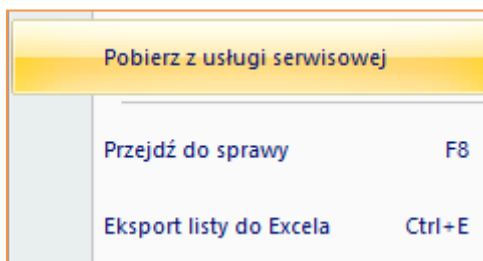 Pobierz z usługi serwisowej
Przejdź do sprawy F8
Eksport listy do Excela Ctrl+E